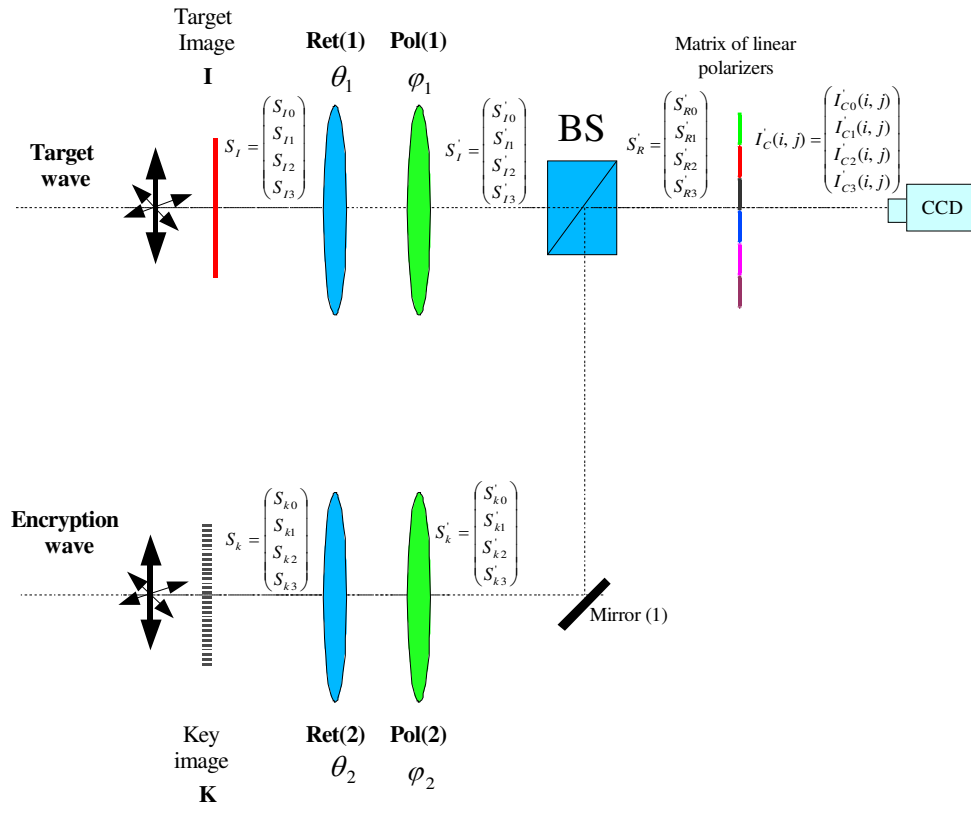 Target
Image
I
Ret(1)
θ₁
Pol(1)
φ₁
Matrix of linear
polarizers
Target
wave
S_I = (S_I0
S_I1
S_I2
S_I3)
S'_I = (S'_I0
S'_I1
S'_I2
S'_I3)
BS
S'_R = (S'_R0
S'_R1
S'_R2
S'_R3)
I'_C(i, j) = (I'_C0(i, j)
I'_C1(i, j)
I'_C2(i, j)
I'_C3(i, j))
CCD
Encryption
wave
S_k = (S_k0
S_k1
S_k2
S_k3)
S'_k = (S'_k0
S'_k1
S'_k2
S'_k3)
Mirror (1)
Key
image
K
Ret(2)
θ₂
Pol(2)
φ₂